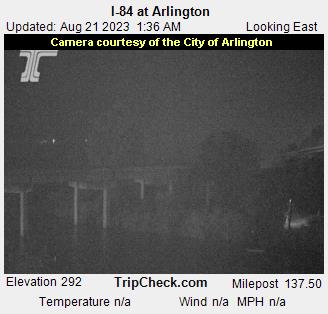 I-84 at Arlington
Updated: Aug 21 2023 1:36 AM Looking East
Camera courtesy of the City of Arlington
Elevation 292 TripCheck.com Milepost 137.50
Temperature n/a Wind n/a MPH n/a